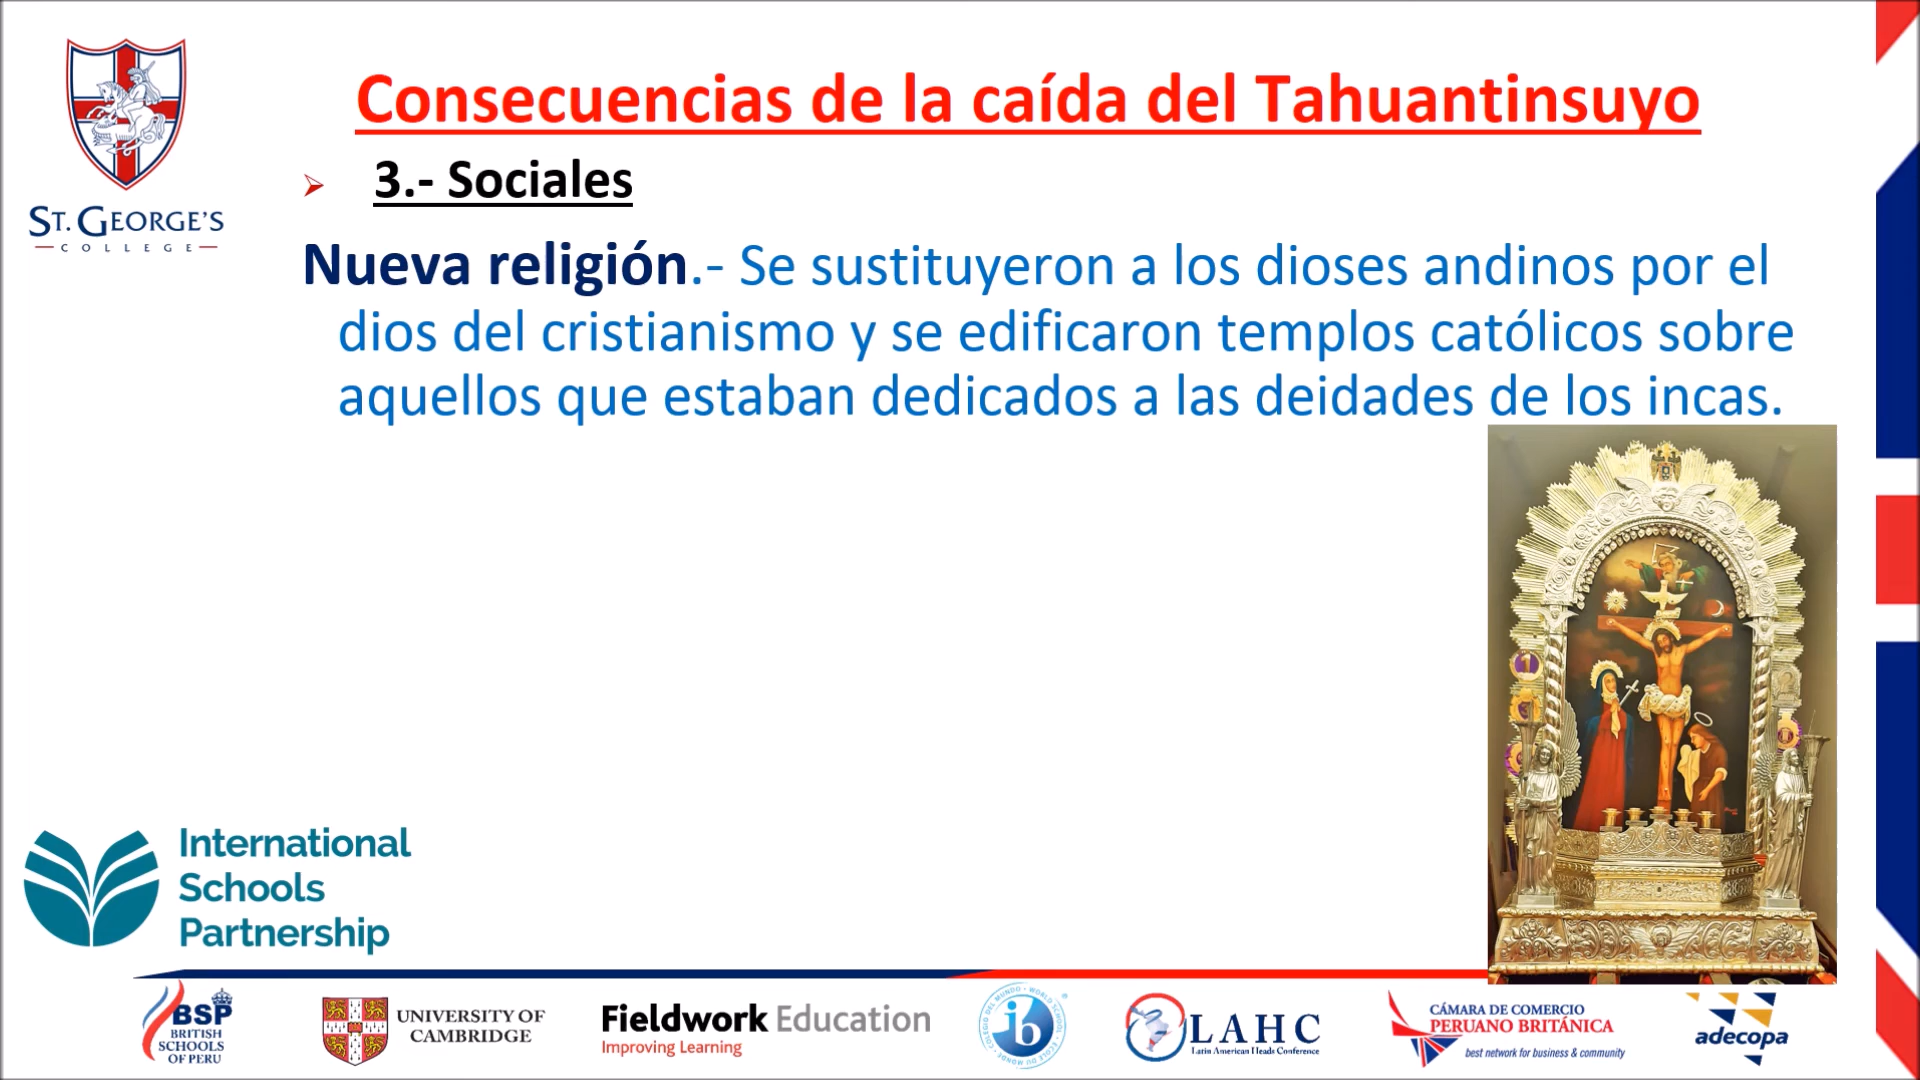 Consecuencias de la caída del Tahuantinsuyo
3.- Sociales
ST. GEORGE'S
COLLEGE
Nueva religión.- Se sustituyeron a los dioses andinos por el
dios del cristianismo y se edificaron templos católicos sobre
aquellos que estaban dedicados a las deidades de los incas.
International
Schools
Partnership
BSP
BRITISH
SCHOOLS
OF PERU
UNIVERSITY OF
CAMBRIDGE
Fieldwork Education
Improving Learning
ib
LAHC
Latin American Heads Conference
CÁMARA DE COMERCIO
PERUANO BRITÁNICA
best network for business & community
adecopa